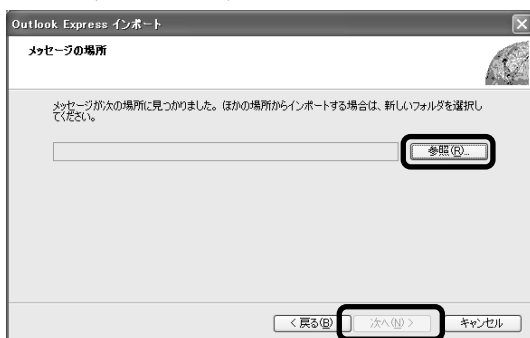 Outlook Express インポート
メッセージの場所
メッセージが次の場所に見つかりました。ほかの場所からインポートする場合は、新しいフォルダを選択し
てください。
参照(R)...
< 戻る(B)
次へ(N) >
キャンセル